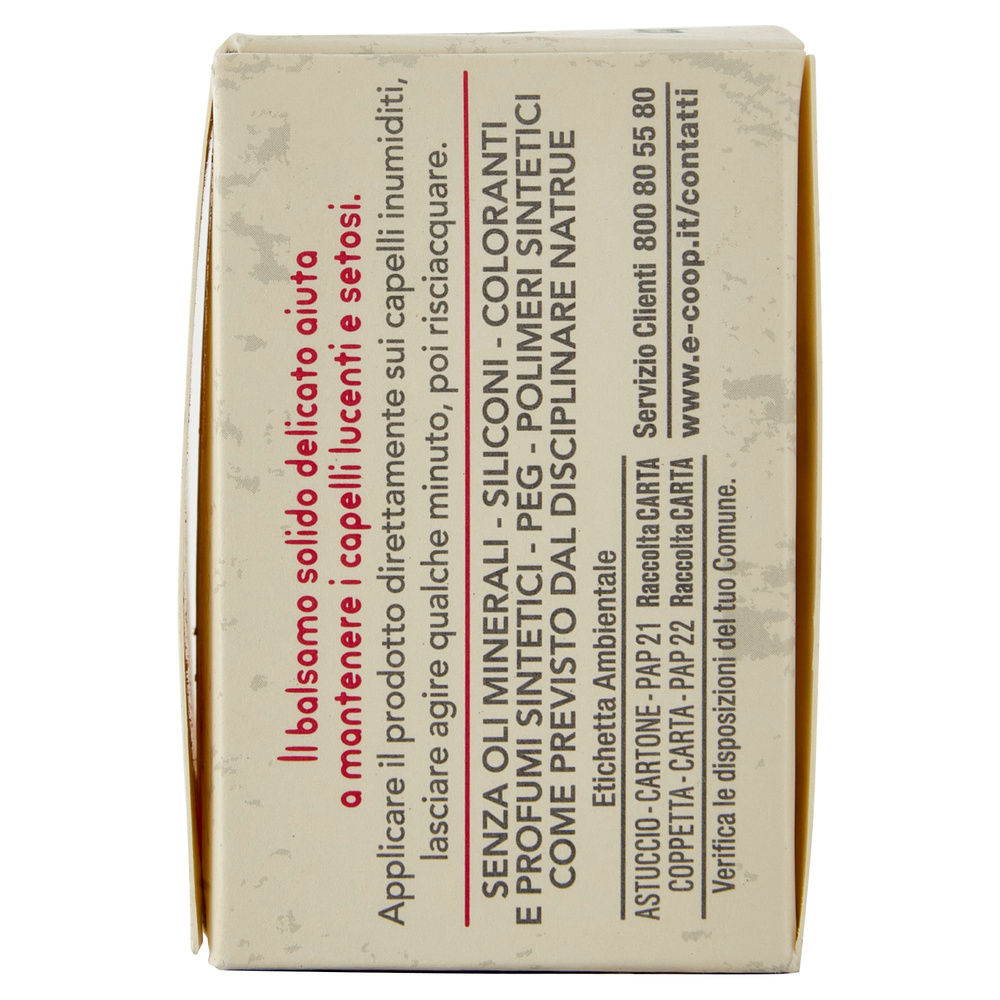 Il balsamo solido delicato aiuta
a mantenere i capelli lucenti e setosi.
Applicare il prodotto direttamente sui capelli inumiditi,
lasciare agire qualche minuto, poi risciacquare.
SENZA OLI MINERALI - SILICONI - COLORANTI
E PROFUMI SINTETICI - PEG - POLIMERI SINTETICI
COME PREVISTO DAL DISCIPLINARE NATRUE
Etichetta Ambientale
ASTUCCIO - CARTONE - PAP 21 Raccolta CARTA
COPPETTA - CARTA - PAP 22 Raccolta CARTA
Verifica le disposizioni del tuo Comune.
Servizio Clienti 800 80 55 80
www.e-coop.it/contatti